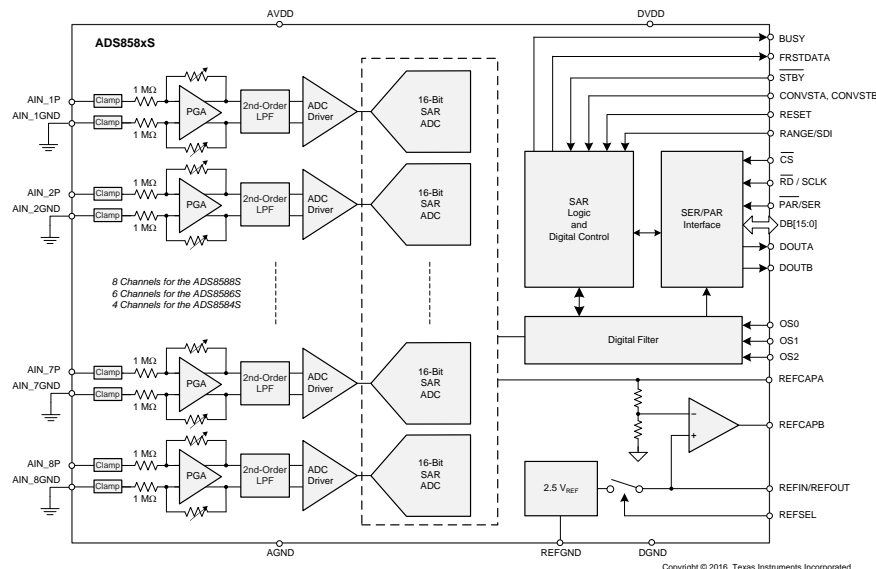 AVDD
DVDD
ADS858xS
BUSY
FRSTDATA
STBY
CONVSTA, CONVSTB
RESET
RANGE/SDI
CS
RD / SCLK
PAR/SER
DB[15:0]
DOUTA
DOUTB
OS0
OS1
OS2
REFCAPA
REFCAPB
REFIN/REFOUT
REFSEL
AIN_1P
AIN_1GND
Clamp
Clamp
1 MΩ
1 MΩ
PGA
2nd-Order
LPF
ADC
Driver
16-Bit
SAR
ADC
AIN_2P
AIN_2GND
Clamp
Clamp
1 MΩ
1 MΩ
PGA
2nd-Order
LPF
ADC
Driver
16-Bit
SAR
ADC
8 Channels for the ADS8588S
6 Channels for the ADS8586S
4 Channels for the ADS8584S
AIN_7P
AIN_7GND
Clamp
Clamp
1 MΩ
1 MΩ
PGA
2nd-Order
LPF
ADC
Driver
16-Bit
SAR
ADC
AIN_8P
AIN_8GND
Clamp
Clamp
1 MΩ
1 MΩ
PGA
2nd-Order
LPF
ADC
Driver
16-Bit
SAR
ADC
SAR
Logic
and
Digital Control
SER/PAR
Interface
Digital Filter
2.5 VREF
AGND
REFGND
DGND
Copyright © 2016, Texas Instruments Incorporated